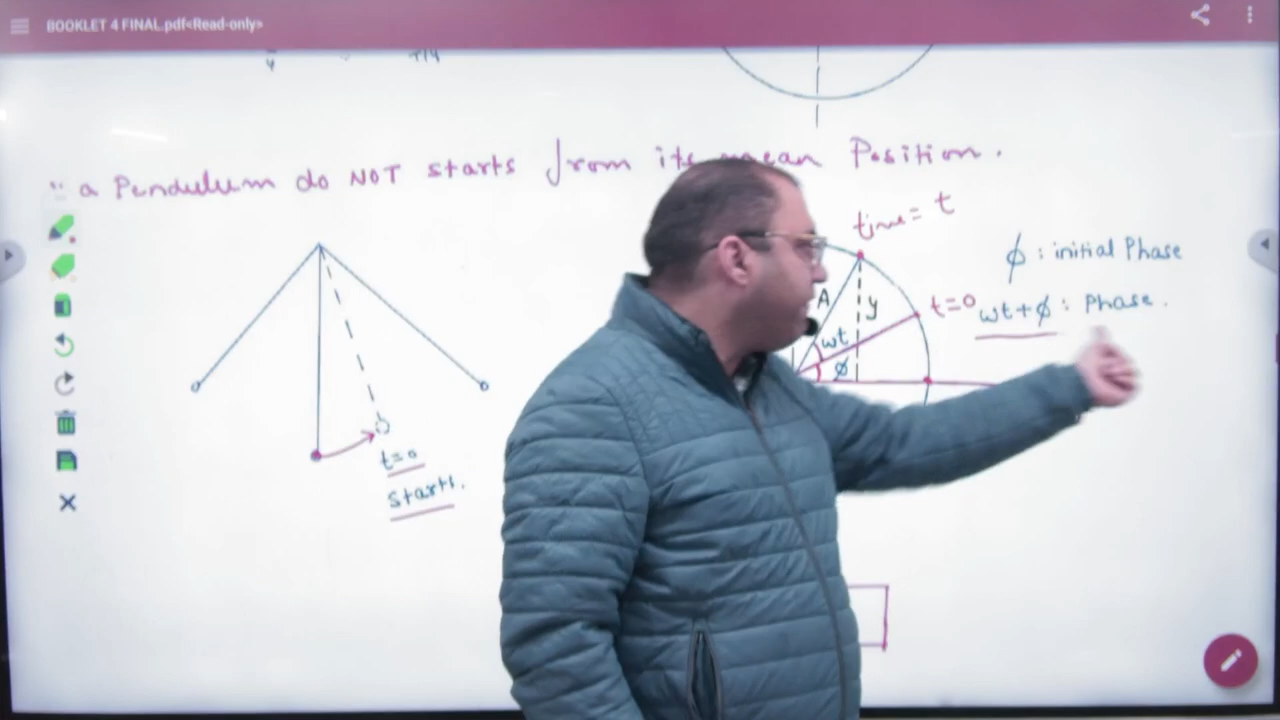 BOOKLET 4 FINAL.pdf<Read-only>
a Pendulum do NOT starts from its mean Position.
time = t
ϕ : initial Phase
A
y
t=0
ωt+ϕ : Phase.
ωt
ϕ
t=0
starts.